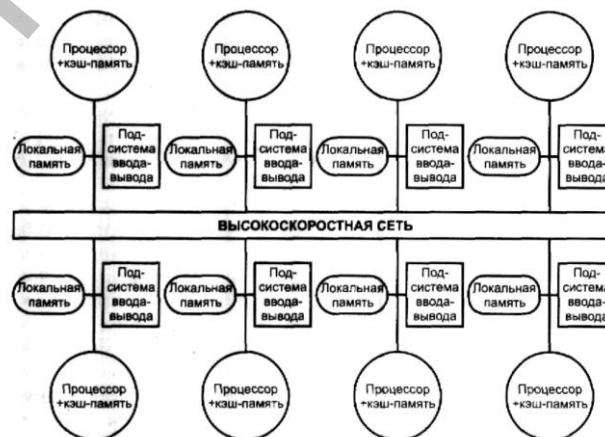 Процессор
+кэш-память
Процессор
+кэш-память
Процессор
+кэш-память
Процессор
+кэш-память
Локальная
память
Под-
система
ввода-
вывода
Локальная
память
Под-
система
ввода-
вывода
Локальная
память
Под-
система
ввода-
вывода
Локальная
память
Под-
система
ввода-
вывода
ВЫСОКОСКОРОСТНАЯ СЕТЬ
Локальная
память
Под-
система
ввода-
вывода
Локальная
память
Под-
система
ввода-
вывода
Локальная
память
Под-
система
ввода-
вывода
Локальная
память
Под-
система
ввода-
вывода
Процессор
+кэш-память
Процессор
+кэш-память
Процессор
+кэш-память
Процессор
+кэш-память